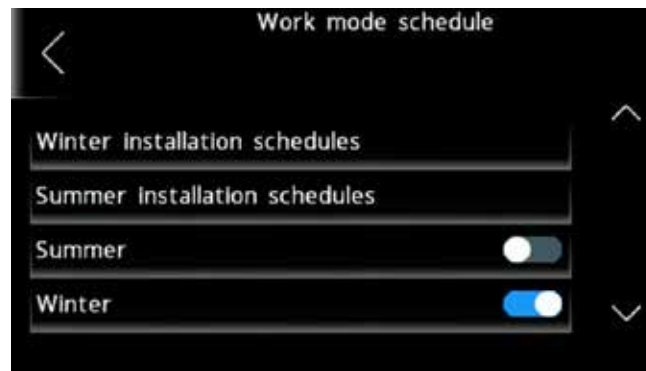 Work mode schedule
Winter installation schedules
Summer installation schedules
Summer
Winter